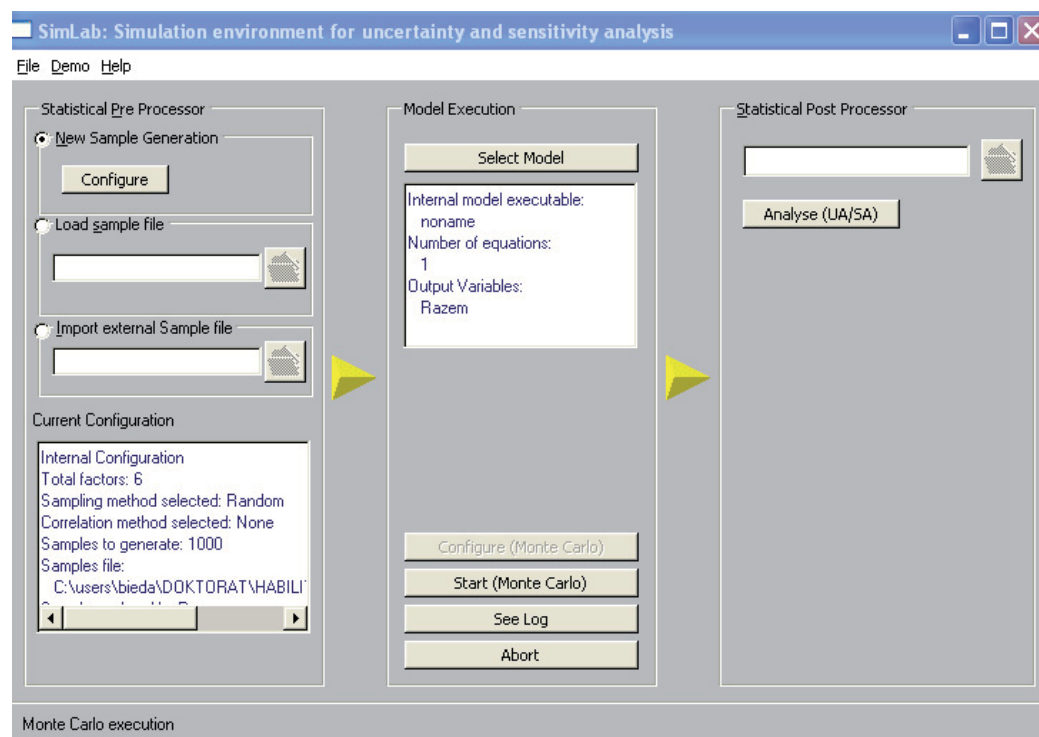 SimLab: Simulation environment for uncertainty and sensitivity analysis
File Demo Help
Statistical Pre Processor
New Sample Generation
Configure
Load sample file
Import external Sample file
Current Configuration
Internal Configuration
Total factors: 6
Sampling method selected: Random
Correlation method selected: None
Samples to generate: 1000
Samples file:
C:\users\bieda\DOKTORAT\HABILI
Model Execution
Select Model
Internal model executable:
noname
Number of equations:
1
Output Variables:
Razem
Configure (Monte Carlo)
Start (Monte Carlo)
See Log
Abort
Statistical Post Processor
Analyse (UA/SA)
Monte Carlo execution